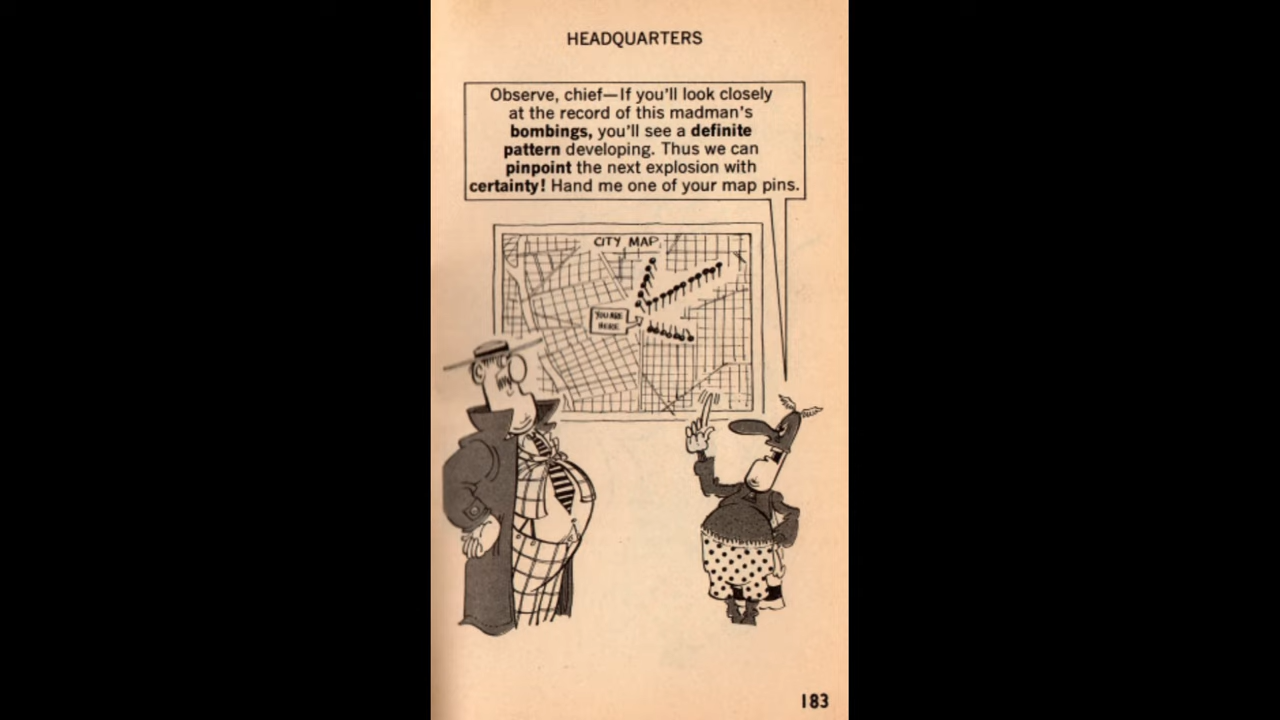 HEADQUARTERS
Observe, chief—If you'll look closely
at the record of this madman's
bombings, you'll see a definite
pattern developing. Thus we can
pinpoint the next explosion with
certainty! Hand me one of your map pins.
CITY MAP
YOU ARE
HERE
183